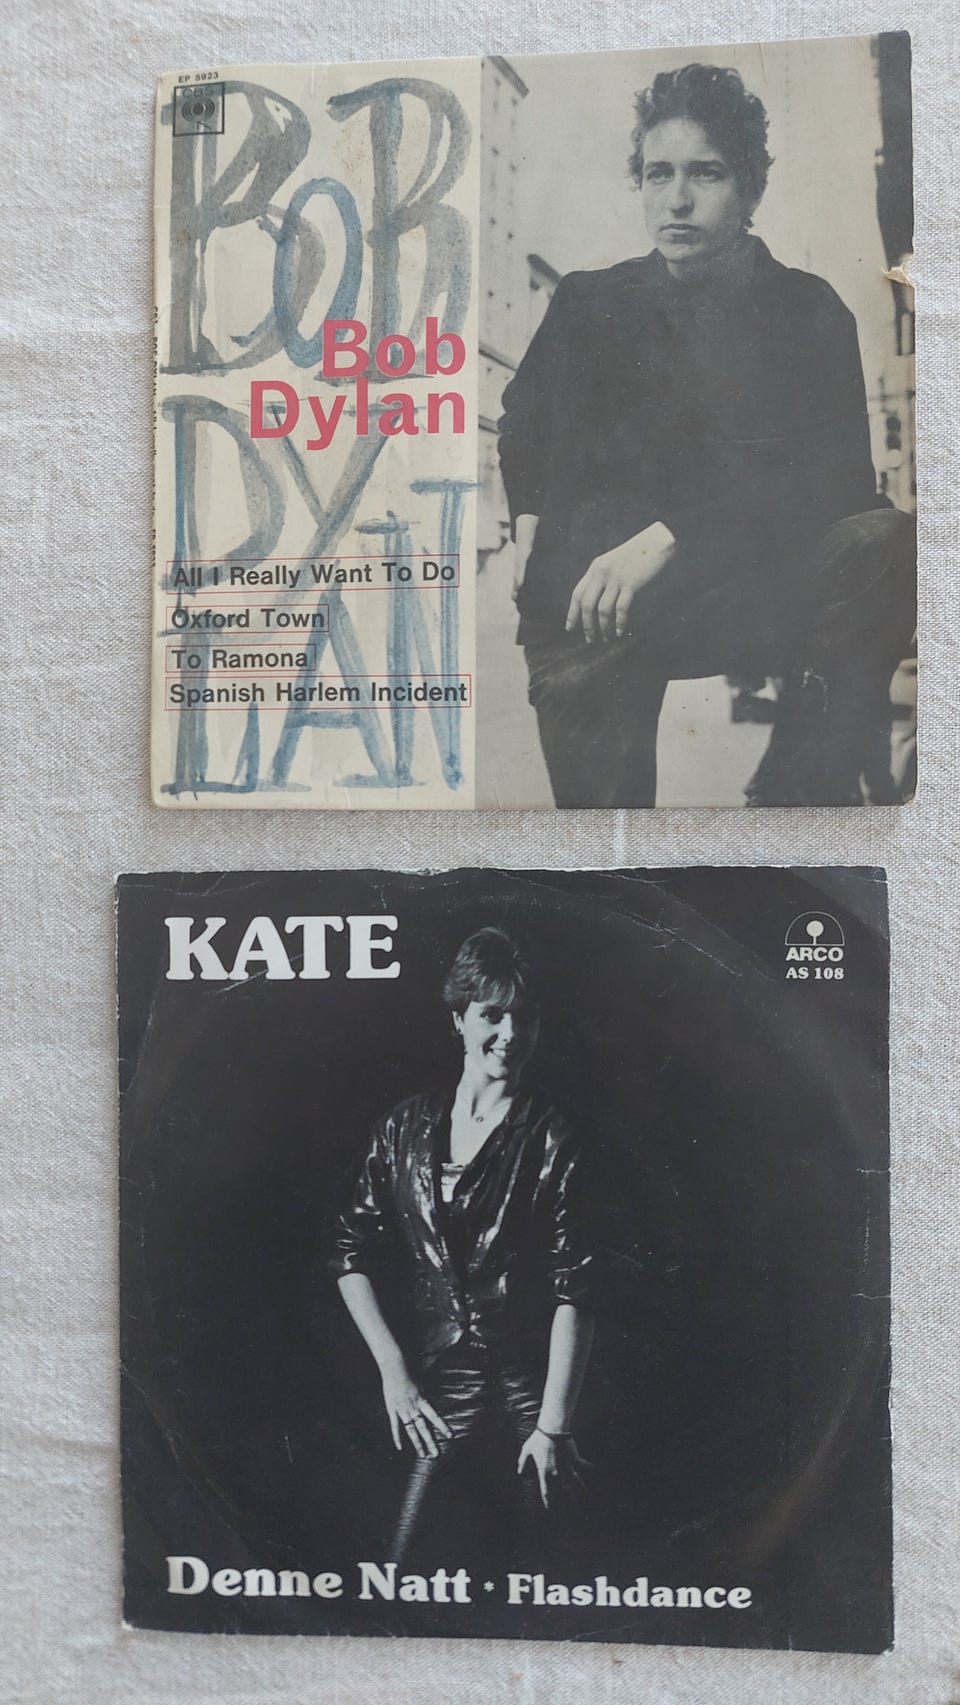 EP 5923
CBS
BOB
DYLAN
Bob
Dylan
All I Really Want To Do
Oxford Town
To Ramona
Spanish Harlem Incident
KATE
ARCO
AS 108
Denne Natt * Flashdance